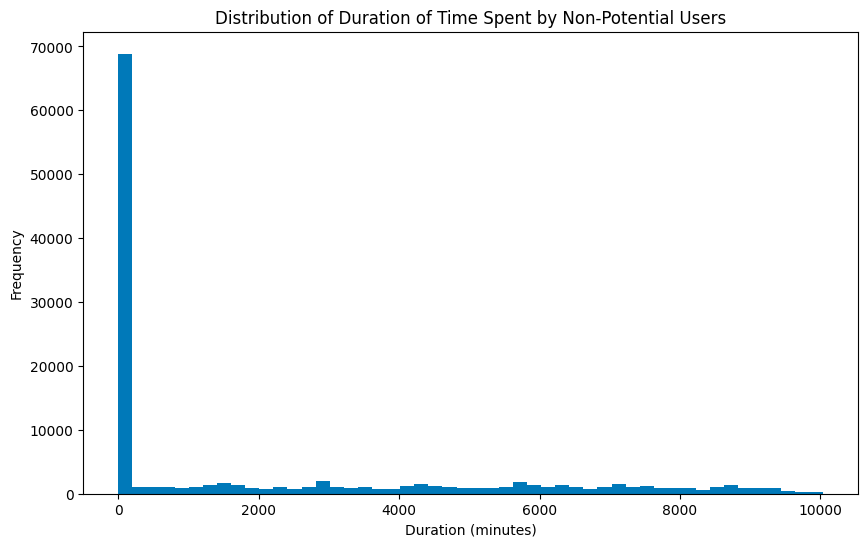 Distribution of Duration of Time Spent by Non-Potential Users
70000
60000
50000
40000
30000
20000
10000
0
Frequency
0 2000 4000 6000 8000 10000
Duration (minutes)